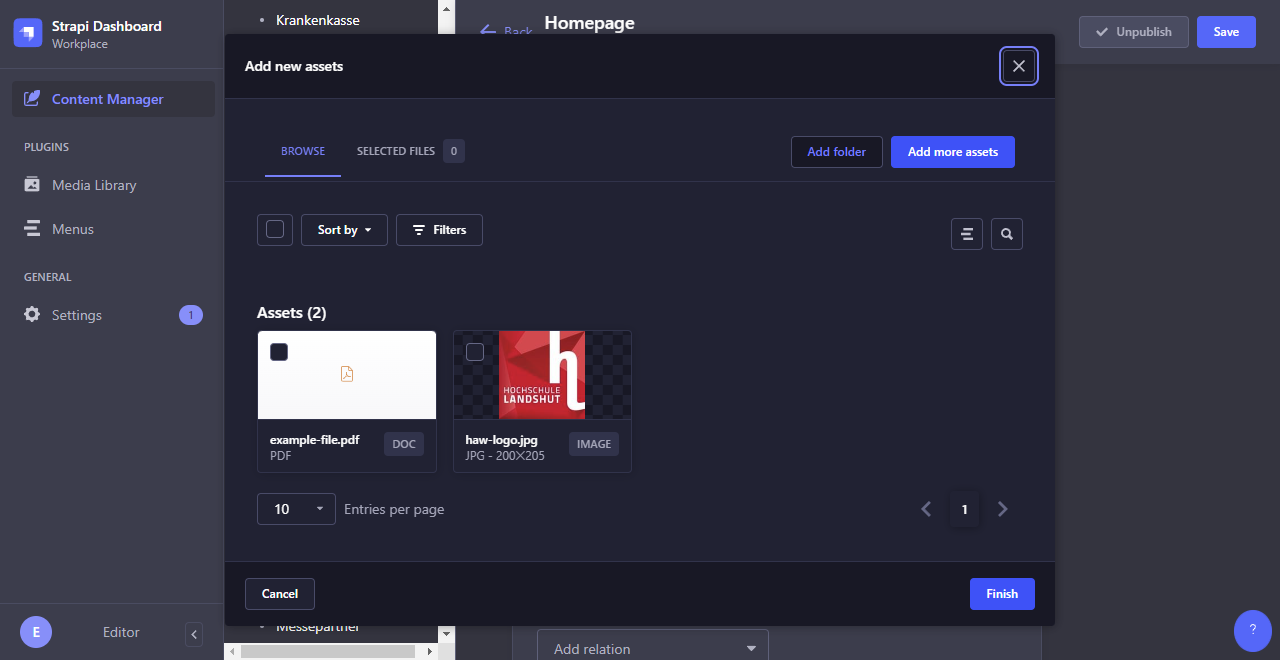 Strapi Dashboard
Workplace
Content Manager
PLUGINS
Media Library
Menus
GENERAL
Settings
1
E
Editor
Krankenkasse
Messepartner
Back
Homepage
Unpublish
Save
Add new assets
BROWSE
SELECTED FILES
0
Add folder
Add more assets
Sort by
Filters
Assets (2)
example-file.pdf
PDF
DOC
HOCHSCHULE
LANDSHUT
haw-logo.jpg
JPG - 200✕205
IMAGE
10
Entries per page
1
Cancel
Finish
Add relation
?